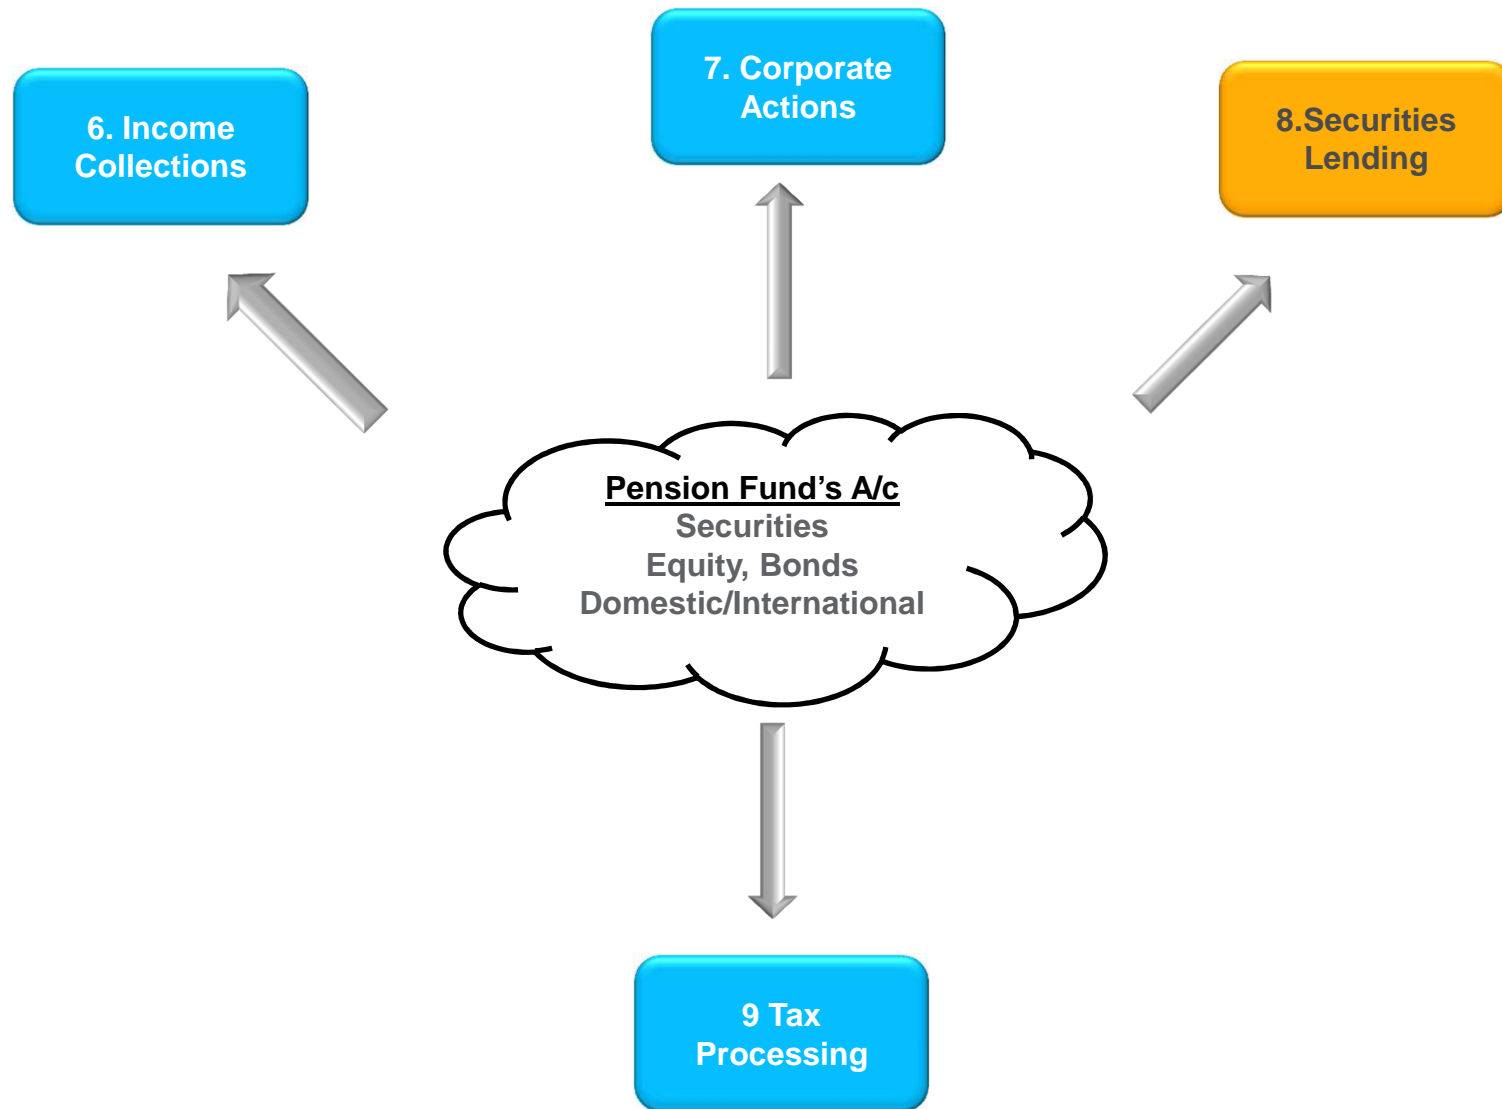 7. Corporate
Actions
6. Income
Collections
8.Securities
Lending
Pension Fund’s A/c
Securities
Equity, Bonds
Domestic/International
9 Tax
Processing